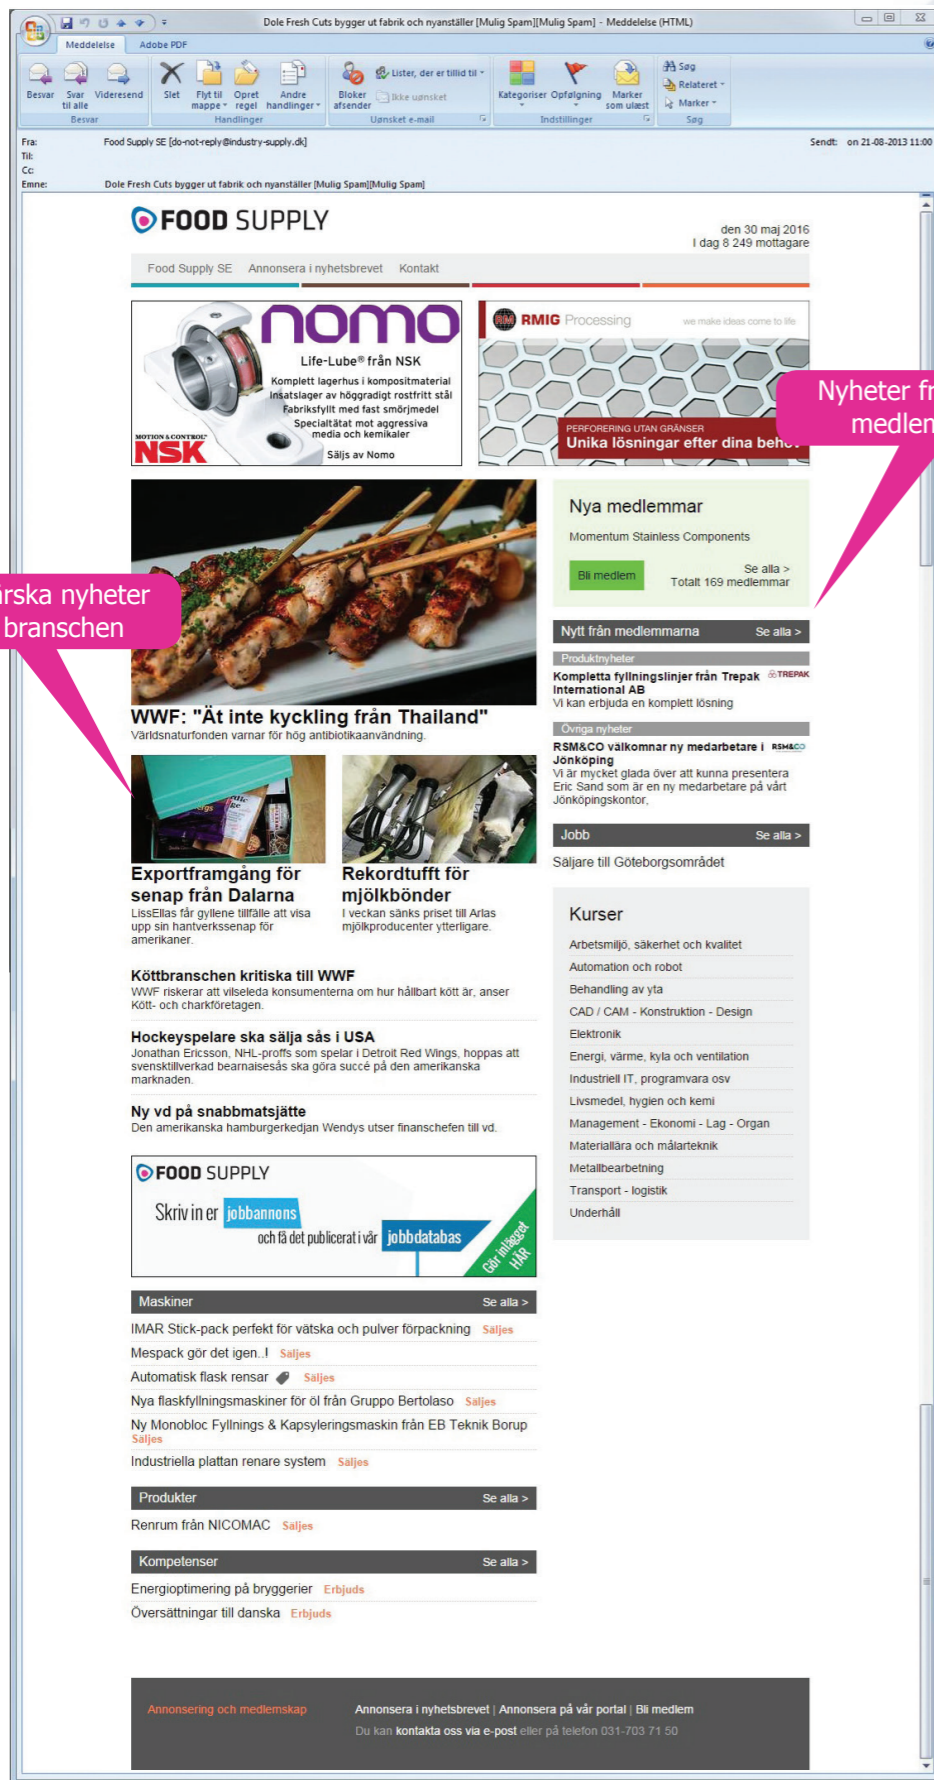 Dole Fresh Cuts bygger ut fabrik och nyanställer [Mulig Spam][Mulig Spam] - Meddelelse (HTML)
Meddelelse Adobe PDF
Besvar
Svar til alle
Videresend
Slet
Flyt til mappe
Opret regel
Andre handlinger
Bloker afsender
Lister, der er tillid til
Ikke uønsket
Kategoriser
Opfølgning
Marker som ulæst
Søg
Relateret
Marker
Besvar Handlinger Uønsket e-mail Indstillinger Søg
Fra: Food Supply SE [do-not-reply@industry-supply.dk] Sendt: on 21-08-2013 11:00
Til:
Cc:
Emne: Dole Fresh Cuts bygger ut fabrik och nyanställer [Mulig Spam][Mulig Spam]
FOOD SUPPLY
den 30 maj 2016
I dag 8 249 mottagare
Food Supply SE Annonsera i nyhetsbrevet Kontakt
nomo
Life-Lube® från NSK
Komplett lagerhus i kompositmaterial
Insatslager av höggradigt rostfritt stål
Fabriksfyllt med fast smörjmedel
Specialtätat mot aggressiva
media och kemikaler
Säljs av Nomo
MOTION & CONTROL
NSK
RMIG Processing we make ideas come to life
PERFORERING UTAN GRÄNSER
Unika lösningar efter dina behov
Nyheter fr
medlem
Nya medlemmar
Momentum Stainless Components
Bli medlem
Se alla >
Totalt 169 medlemmar
ärska nyheter
branschen
WWF: "Ät inte kyckling från Thailand"
Världsnaturfonden varnar för hög antibiotikaanvändning.
Nytt från medlemmarna Se alla >
Produktnyheter
Kompletta fyllningslinjer från Trepak
International AB
TREPAK
Vi kan erbjuda en komplett lösning
Övriga nyheter
RSM&CO välkomnar ny medarbetare i
Jönköping
RSM&CO
Vi är mycket glada över att kunna presentera
Eric Sand som är en ny medarbetare på vårt
Jönköpingskontor,
Jobb Se alla >
Säljare till Göteborgsområdet
Exportframgång för
senap från Dalarna
LissEllas får gyllene tillfälle att visa
upp sin hantverkssenap för
amerikaner.
Rekordtufft för
mjölkbönder
I veckan sänks priset till Arlas
mjölkproducenter ytterligare.
Köttbranschen kritiska till WWF
WWF riskerar att vilseleda konsumenterna om hur hållbart kött är, anser
Kött- och charkföretagen.
Hockeyspelare ska sälja sås i USA
Jonathan Ericsson, NHL-proffs som spelar i Detroit Red Wings, hoppas att
svensktillverkad bearnaisesås ska göra succé på den amerikanska
marknaden.
Ny vd på snabbmatsjätte
Den amerikanska hamburgerkedjan Wendys utser finanschefen till vd.
Kurser
Arbetsmiljö, säkerhet och kvalitet
Automation och robot
Behandling av yta
CAD / CAM - Konstruktion - Design
Elektronik
Energi, värme, kyla och ventilation
Industriell IT, programvara osv
Livsmedel, hygien och kemi
Management - Ekonomi - Lag - Organ
Materiallära och målarteknik
Metallbearbetning
Transport - logistik
Underhåll
FOOD SUPPLY
Skriv in er jobbannons
och få det publicerat i vår jobbdatabas
Gör inlägget
HÄR
Maskiner Se alla >
IMAR Stick-pack perfekt för vätska och pulver förpackning Säljes
Mespack gör det igen..! Säljes
Automatisk flask rensar Säljes
Nya flaskfyllningsmaskiner för öl från Gruppo Bertolaso Säljes
Ny Monobloc Fyllnings & Kapsyleringsmaskin från EB Teknik Borup
Säljes
Industriella plattan renare system Säljes
Produkter Se alla >
Renrum från NICOMAC Säljes
Kompetenser Se alla >
Energioptimering på bryggerier Erbjuds
Översättningar till danska Erbjuds
Annonsering och medlemskap
Annonsera i nyhetsbrevet | Annonsera på vår portal | Bli medlem
Du kan kontakta oss via e-post eller på telefon 031-703 71 50